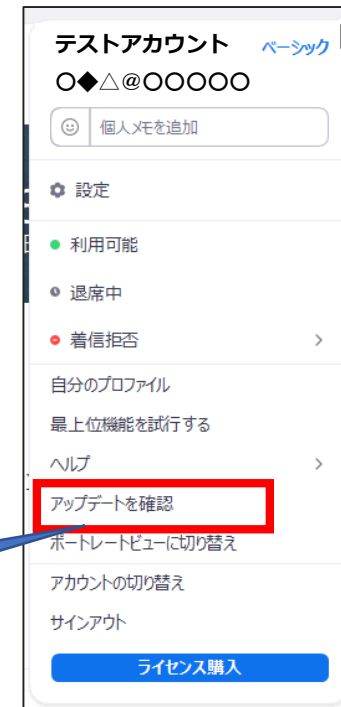 テストアカウント ベーシック
○◆△@○○○○○
個人メモを追加
設定
利用可能
退席中
着信拒否
自分のプロファイル
最上位機能を試行する
ヘルプ
アップデートを確認
ポートレートビューに切り替え
アカウントの切り替え
サインアウト
ライセンス購入